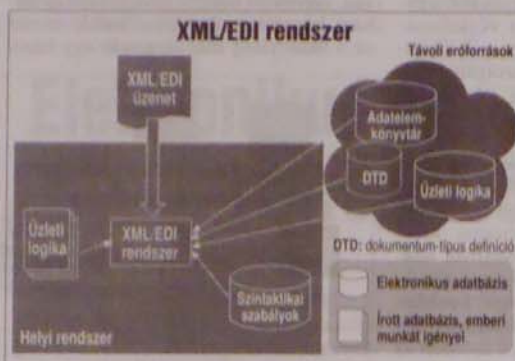 XML/EDI rendszer
Távoli erőforrások
XML/EDI
üzenet
Adatelem-
könyvtár
DTD
Üzleti logika
Üzleti
logika
XML/EDI
rendszer
Szintaktikai
szabályok
Helyi rendszer
DTD: dokumentum-típus definíció
Elektronikus adatbázis
Írott adatbázis, emberi
munkát igényel